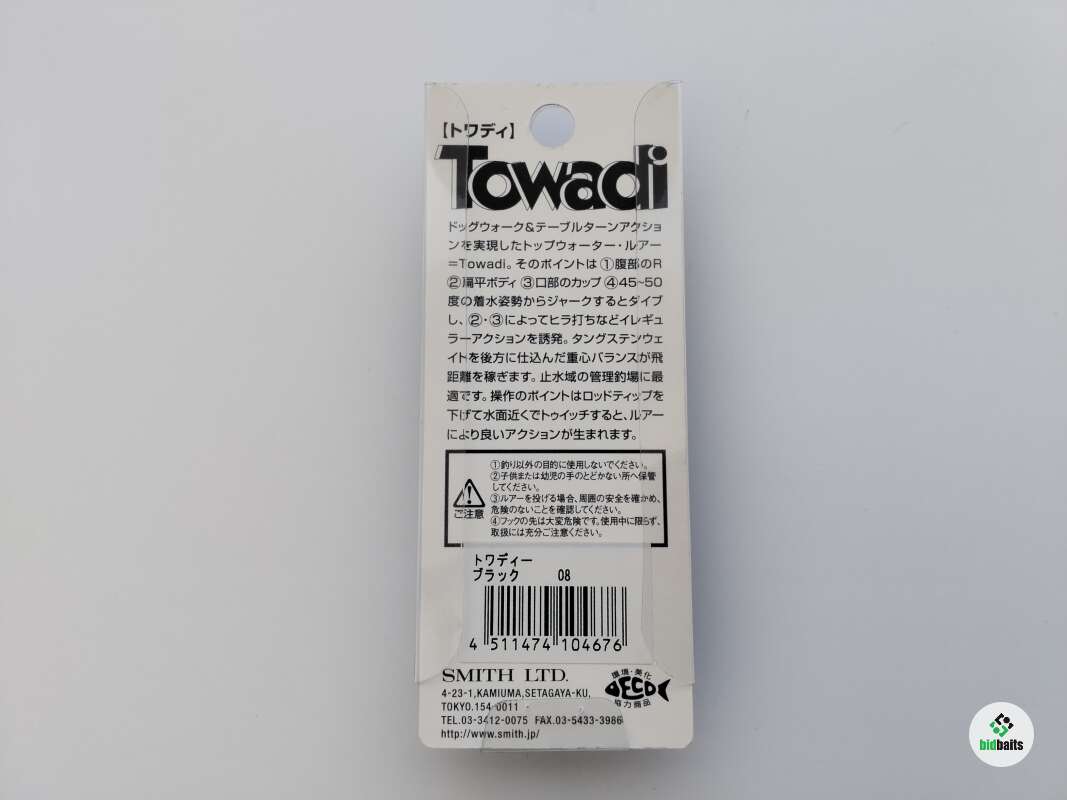 【トワディ】
Towadi
ドッグウォーク&テーブルターンアクショ
ンを実現したトップウォーター・ルアー
=Towadi。そのポイントは①腹部のR
②扁平ボディ ③口部のカップ ④45~50
度の着水姿勢からジャークするとダイブ
し、②・③によってヒラ打ちなどイレギュ
ラーアクションを誘発。タングステンウェ
イトを後方に仕込んだ重心バランスが飛
距離を稼ぎます。止水域の管理釣場に最
適です。操作のポイントはロッドティップを
下げて水面近くでトゥイッチすると、ルアー
により良いアクションが生まれます。
①釣り以外の目的に使用しないでください。
②子供または幼児の手のとどかない所へ保管
してください。
③ルアーを投げる場合、周囲の安全を確かめ、
危険のないことを確認してください。
④フックの先は大変危険です。使用中に限らず、
取扱には充分ご注意ください。
ご注意
トワディー
ブラック 08
4 511474 104676
SMITH LTD.
4-23-1,KAMIUMA,SETAGAYA-KU,
TOKYO.154-0011
TEL.03-3412-0075 FAX.03-5433-3986
http://www.smith.jp/
環境・美化
ECO
協力商品
bidbaits